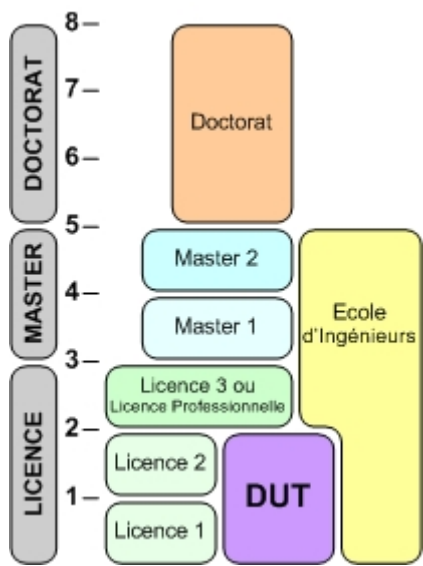 8
7
6
5
4
3
2
1
DOCTORAT
MASTER
LICENCE
Doctorat
Master 2
Master 1
Ecole
d'Ingénieurs
Licence 3 ou
Licence Professionnelle
Licence 2
Licence 1
DUT